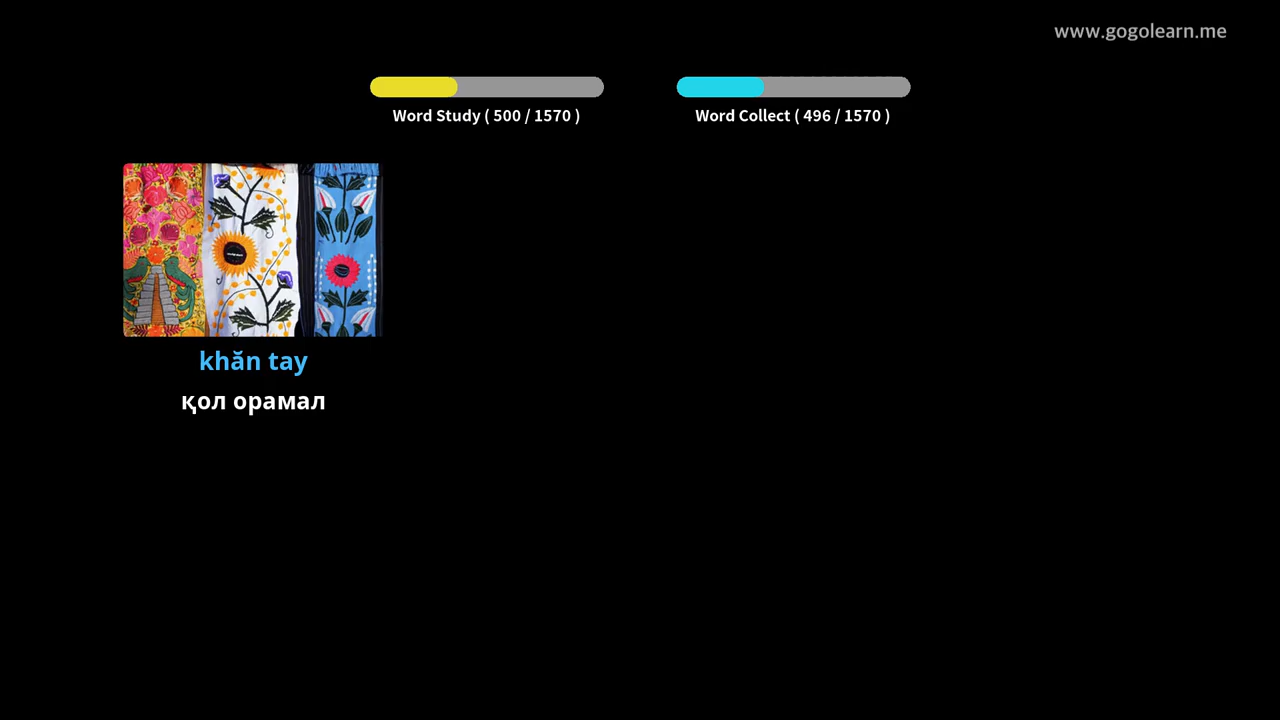 www.gogolearn.me
Word Study ( 500 / 1570 )
Word Collect ( 496 / 1570 )
khăn tay
қол орамал